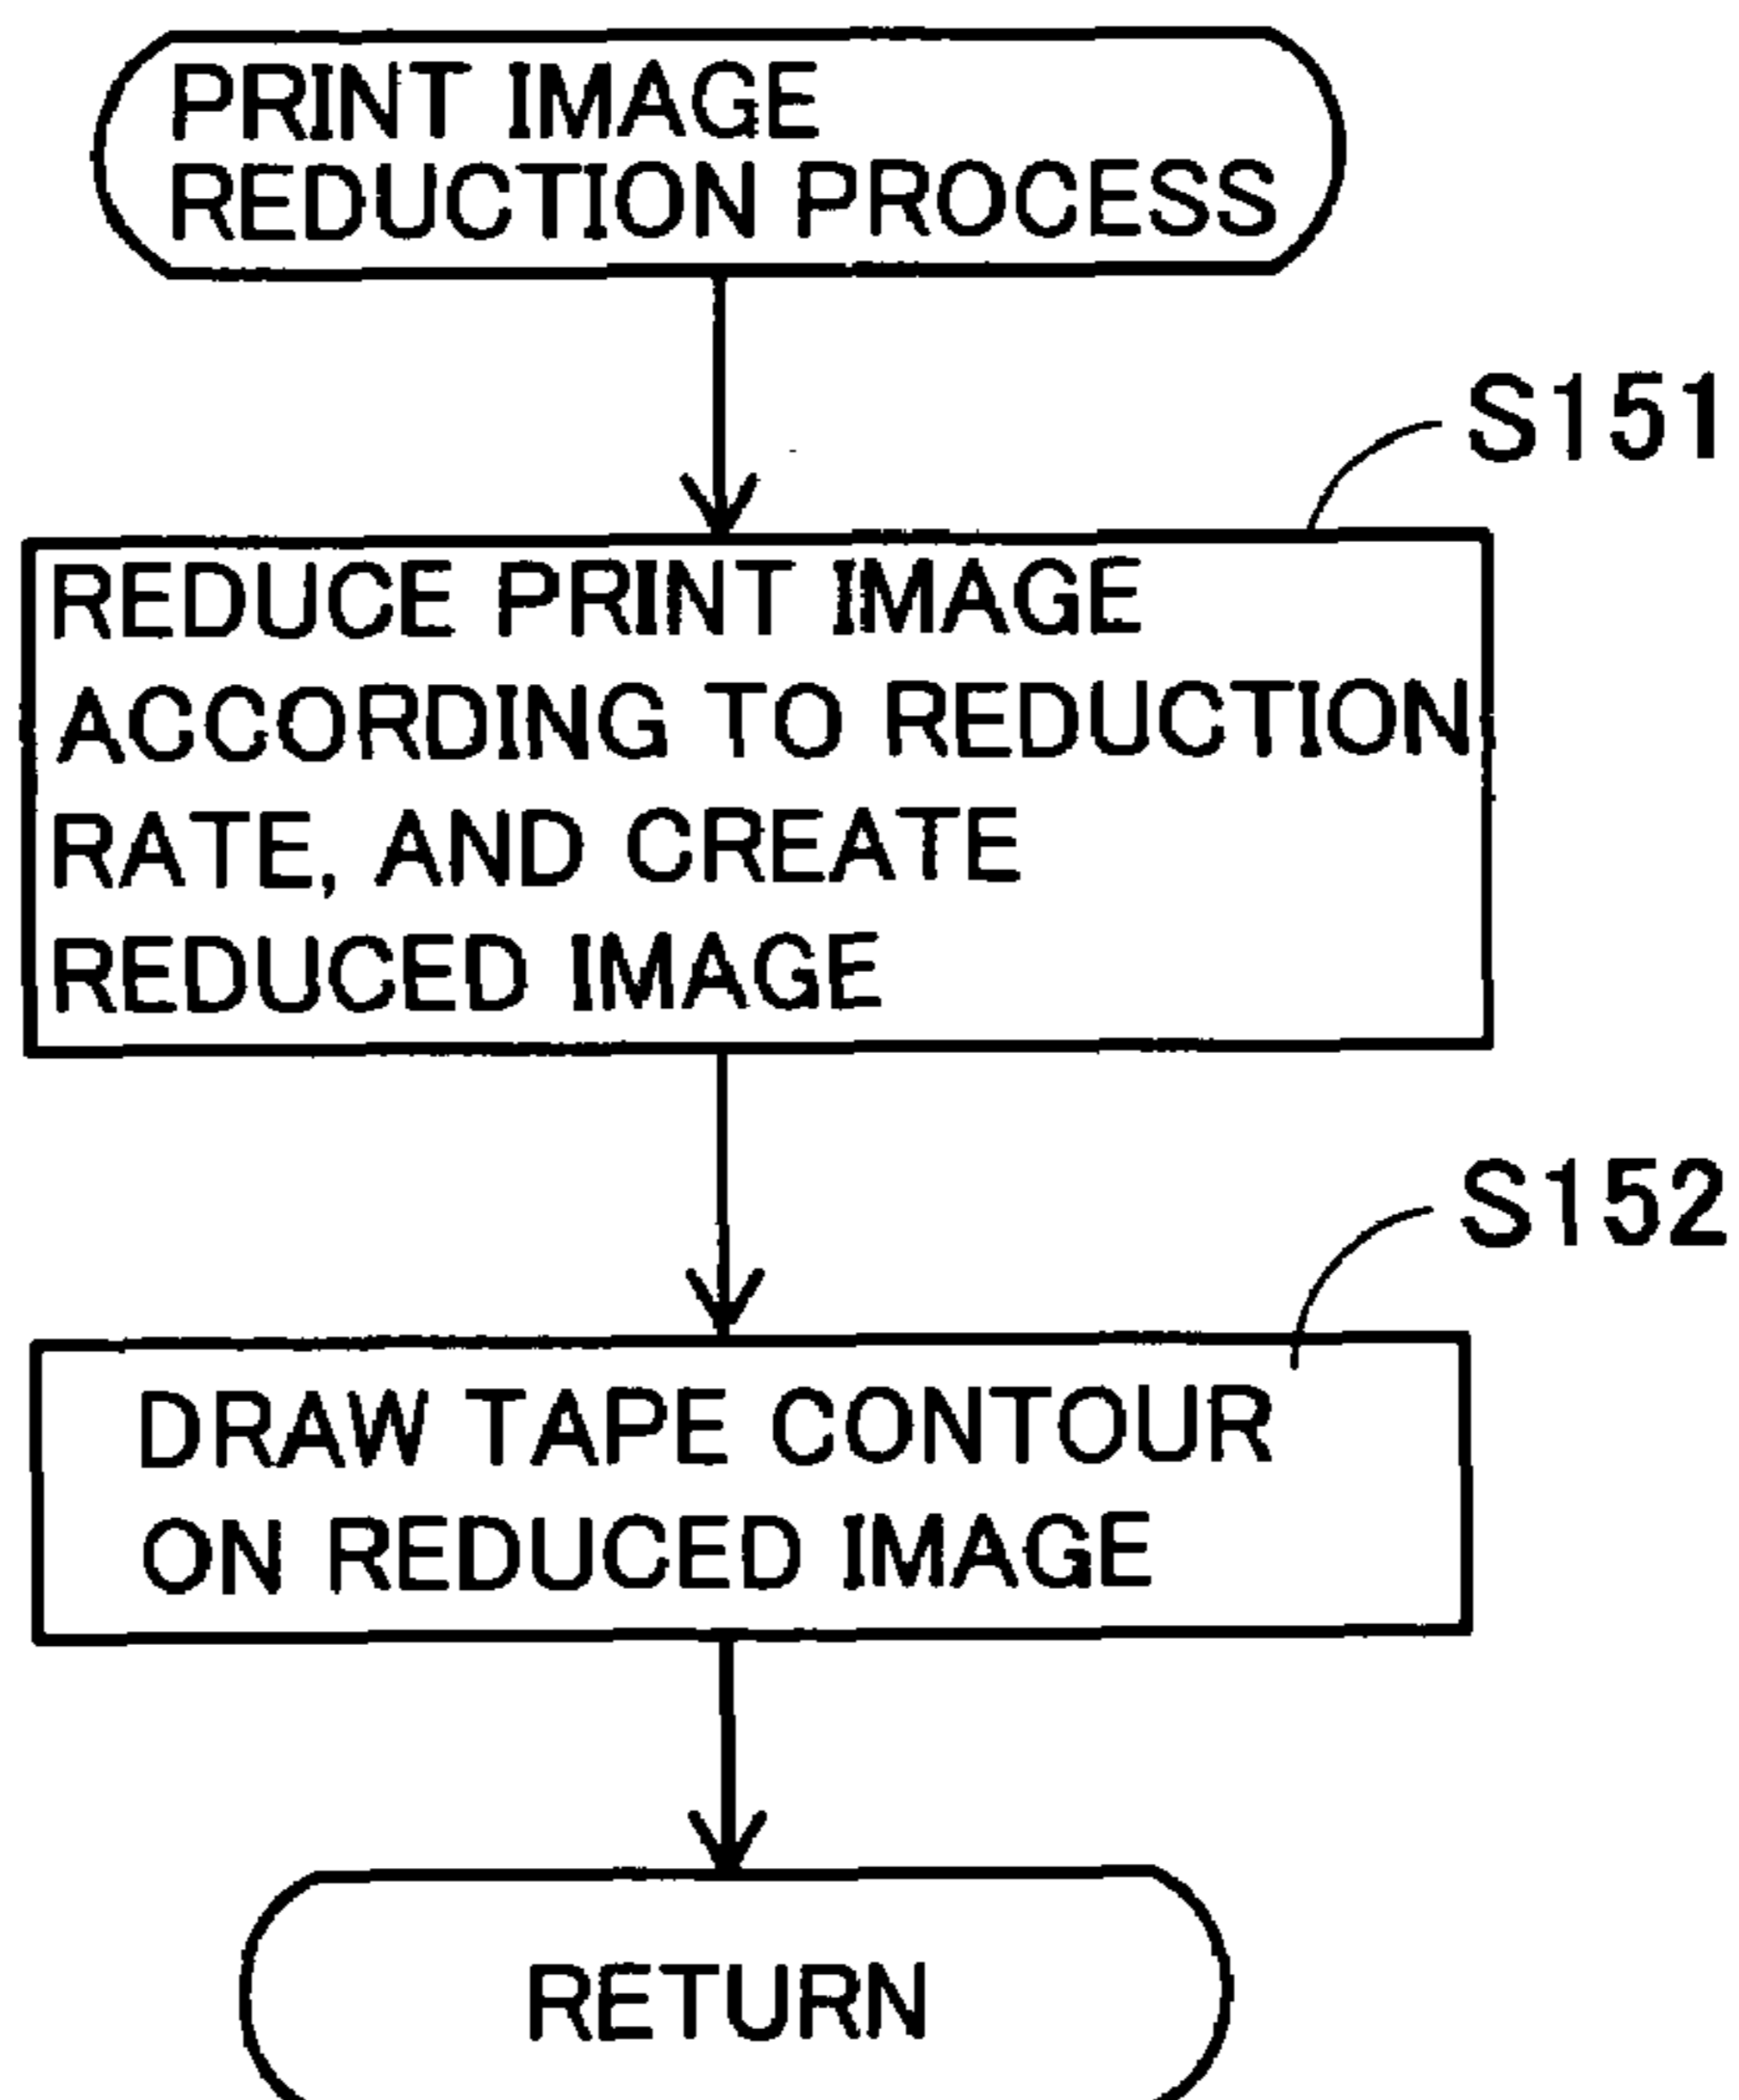 PRINT IMAGE
REDUCTION PROCESS
S151
REDUCE PRINT IMAGE
ACCORDING TO REDUCTION
RATE, AND CREATE
REDUCED IMAGE
S152
DRAW TAPE CONTOUR
ON REDUCED IMAGE
RETURN